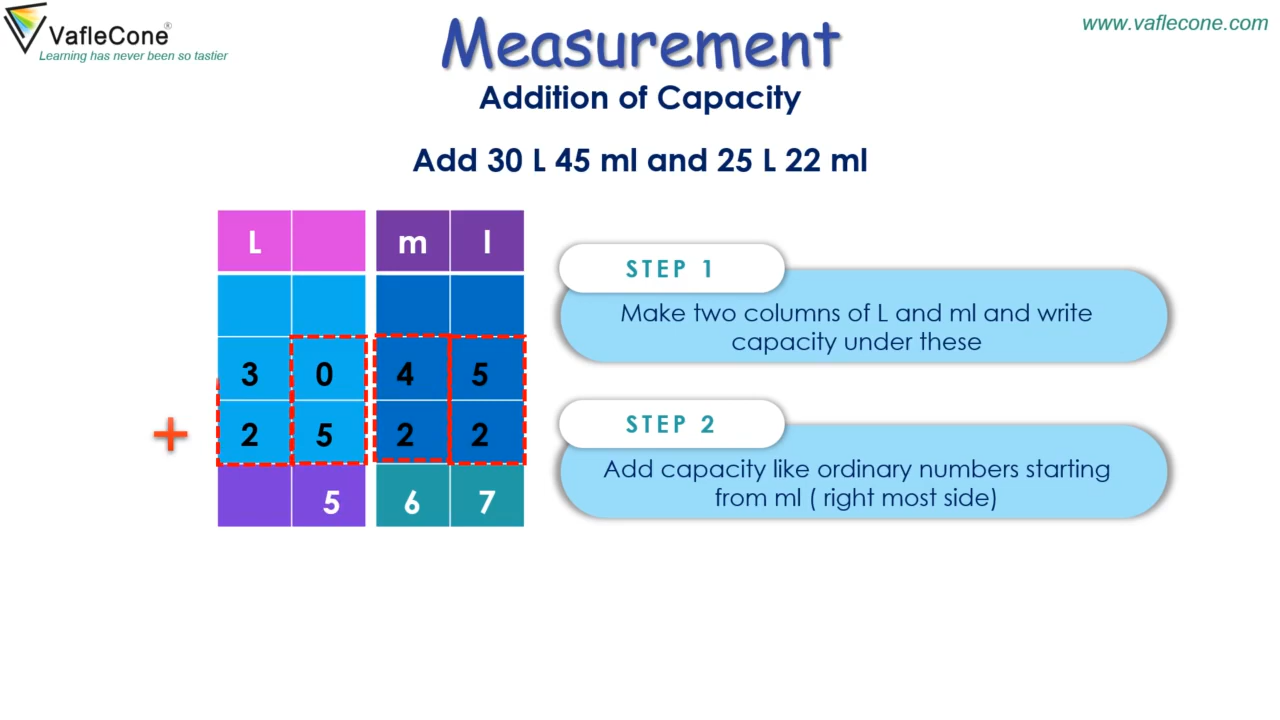 VafleCone®
Learning has never been so tastier
www.vaflecone.com
Measurement
Addition of Capacity
Add 30 L 45 ml and 25 L 22 ml
L m l
3 0 4 5
+ 2 5 2 2
5 6 7
STEP 1
Make two columns of L and ml and write
capacity under these
STEP 2
Add capacity like ordinary numbers starting
from ml ( right most side)